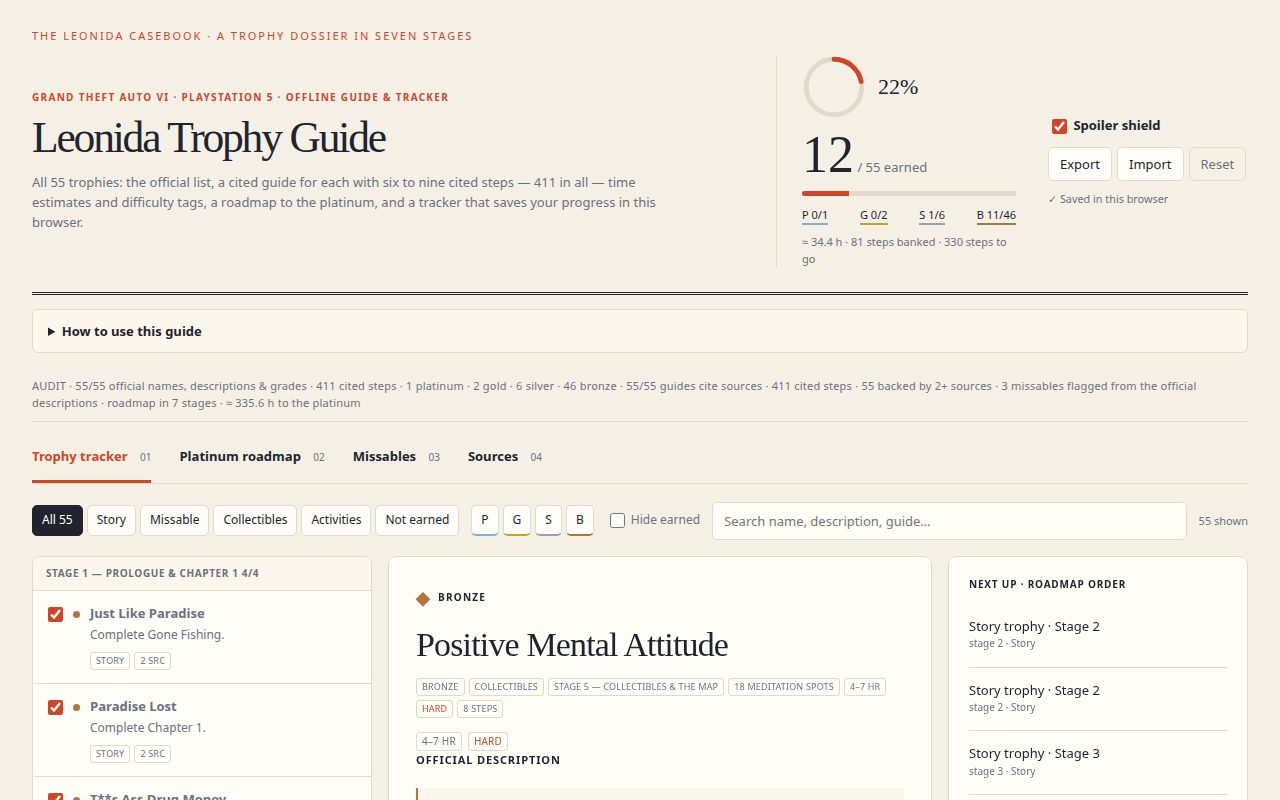 THE LEONIDA CASEBOOK · A TROPHY DOSSIER IN SEVEN STAGES
GRAND THEFT AUTO VI · PLAYSTATION 5 · OFFLINE GUIDE & TRACKER
Leonida Trophy Guide
All 55 trophies: the official list, a cited guide for each with six to nine cited steps — 411 in all — time
estimates and difficulty tags, a roadmap to the platinum, and a tracker that saves your progress in this
browser.
22%
12 / 55 earned
P 0/1 G 0/2 S 1/6 B 11/46
≈ 34.4 h · 81 steps banked · 330 steps to
go
Spoiler shield
Export Import Reset
✓ Saved in this browser
▶ How to use this guide
AUDIT · 55/55 official names, descriptions & grades · 411 cited steps · 1 platinum · 2 gold · 6 silver · 46 bronze · 55/55 guides cite sources · 411 cited steps · 55 backed by 2+ sources · 3 missables flagged from the official
descriptions · roadmap in 7 stages · ≈ 335.6 h to the platinum
Trophy tracker 01 Platinum roadmap 02 Missables 03 Sources 04
All 55 Story Missable Collectibles Activities Not earned P G S B Hide earned Search name, description, guide... 55 shown
STAGE 1 — PROLOGUE & CHAPTER 1 4/4
Just Like Paradise
Complete Gone Fishing.
STORY 2 SRC
Paradise Lost
Complete Chapter 1.
STORY 2 SRC
T**s Ass Drug Money
BRONZE
Positive Mental Attitude
BRONZE COLLECTIBLES STAGE 5 — COLLECTIBLES & THE MAP 18 MEDITATION SPOTS 4–7 HR
HARD 8 STEPS
4–7 HR HARD
OFFICIAL DESCRIPTION
NEXT UP · ROADMAP ORDER
Story trophy · Stage 2
stage 2 · Story
Story trophy · Stage 2
stage 2 · Story
Story trophy · Stage 3
stage 3 · Story